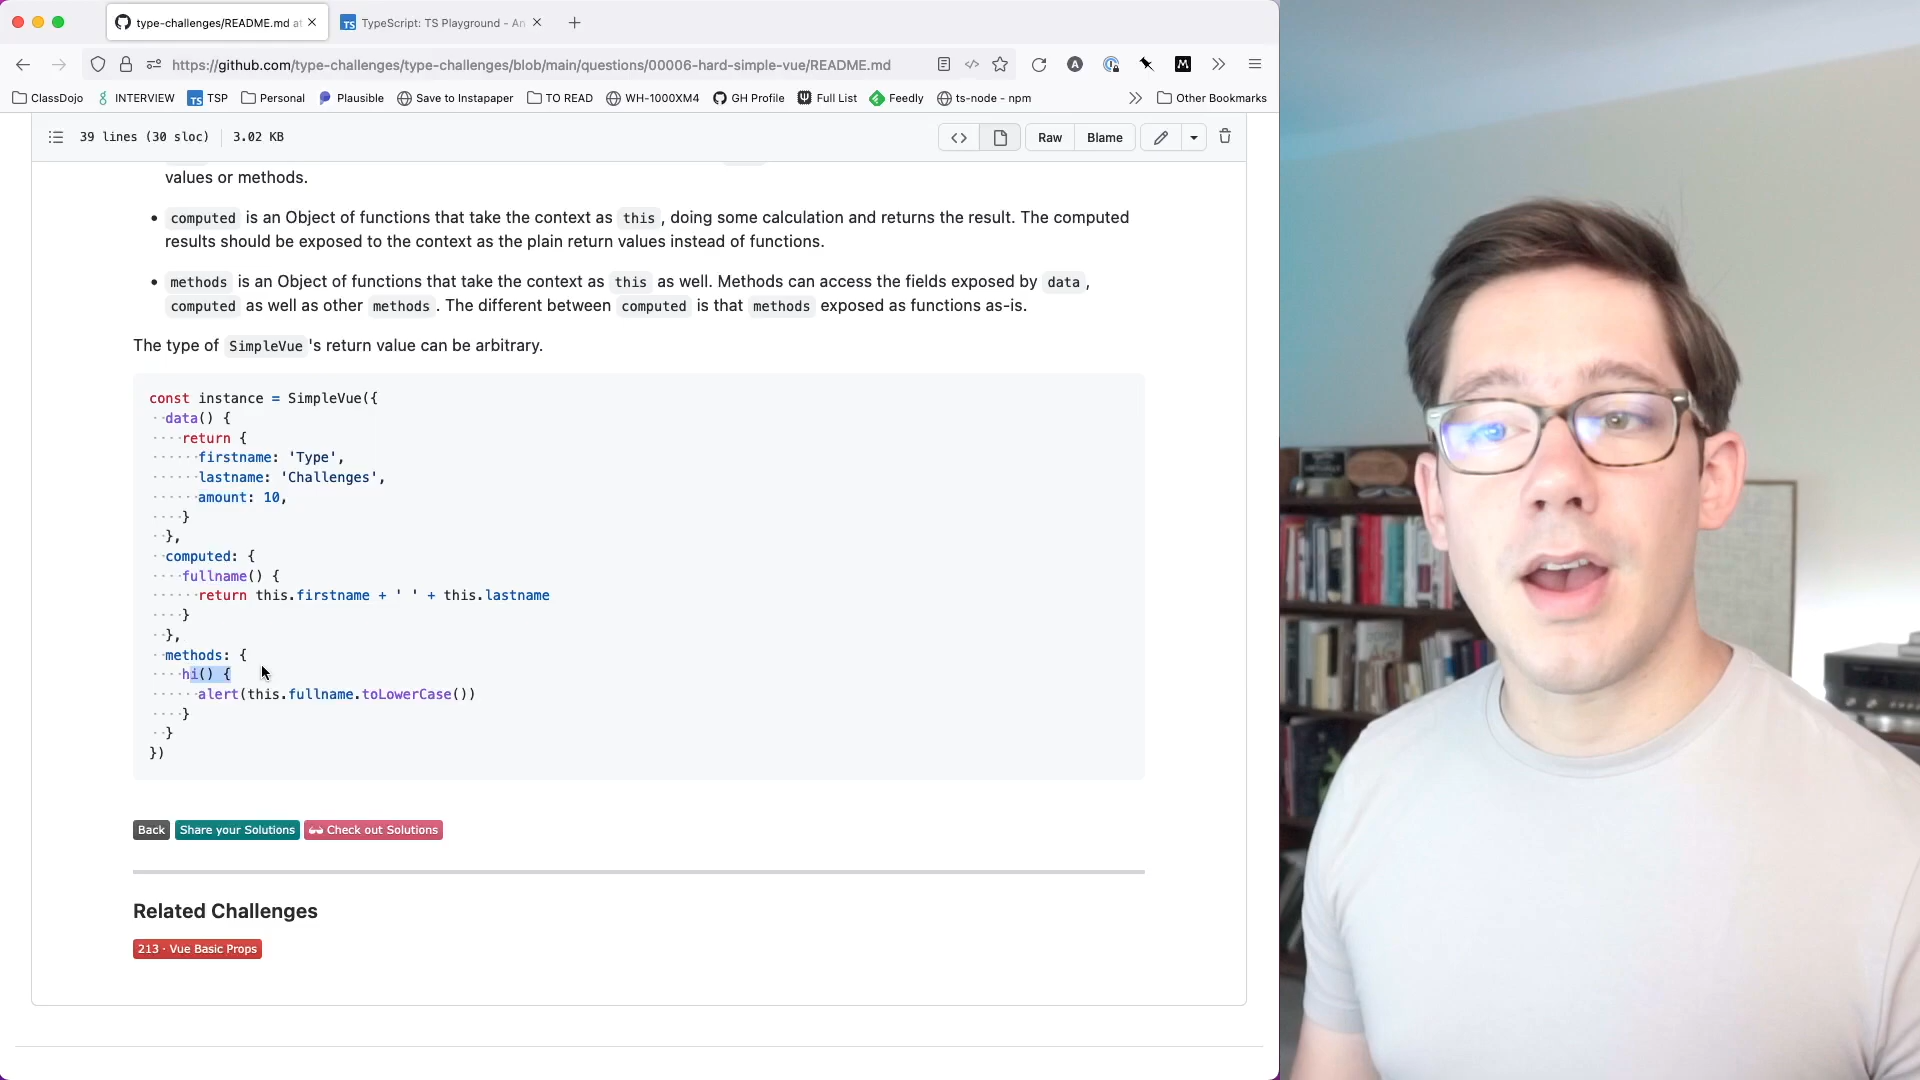 type-challenges/README.md at
TypeScript: TS Playground - An
https://github.com/type-challenges/type-challenges/blob/main/questions/00006-hard-simple-vue/README.md
ClassDojo
INTERVIEW
TSP
Personal
Plausible
Save to Instapaper
TO READ
WH-1000XM4
GH Profile
Full List
Feedly
ts-node - npm
Other Bookmarks
39 lines (30 sloc)
3.02 KB
Raw
Blame
values or methods.
computed is an Object of functions that take the context as this, doing some calculation and returns the result. The computed
results should be exposed to the context as the plain return values instead of functions.
methods is an Object of functions that take the context as this as well. Methods can access the fields exposed by data,
computed as well as other methods. The different between computed is that methods exposed as functions as-is.
The type of SimpleVue's return value can be arbitrary.
const instance = SimpleVue({
data() {
return {
firstname: 'Type',
lastname: 'Challenges',
amount: 10,
}
},
computed: {
fullname() {
return this.firstname + ' ' + this.lastname
}
},
methods: {
hi() {
alert(this.fullname.toLowerCase())
}
}
})
Back
Share your Solutions
Check out Solutions
Related Challenges
213 · Vue Basic Props